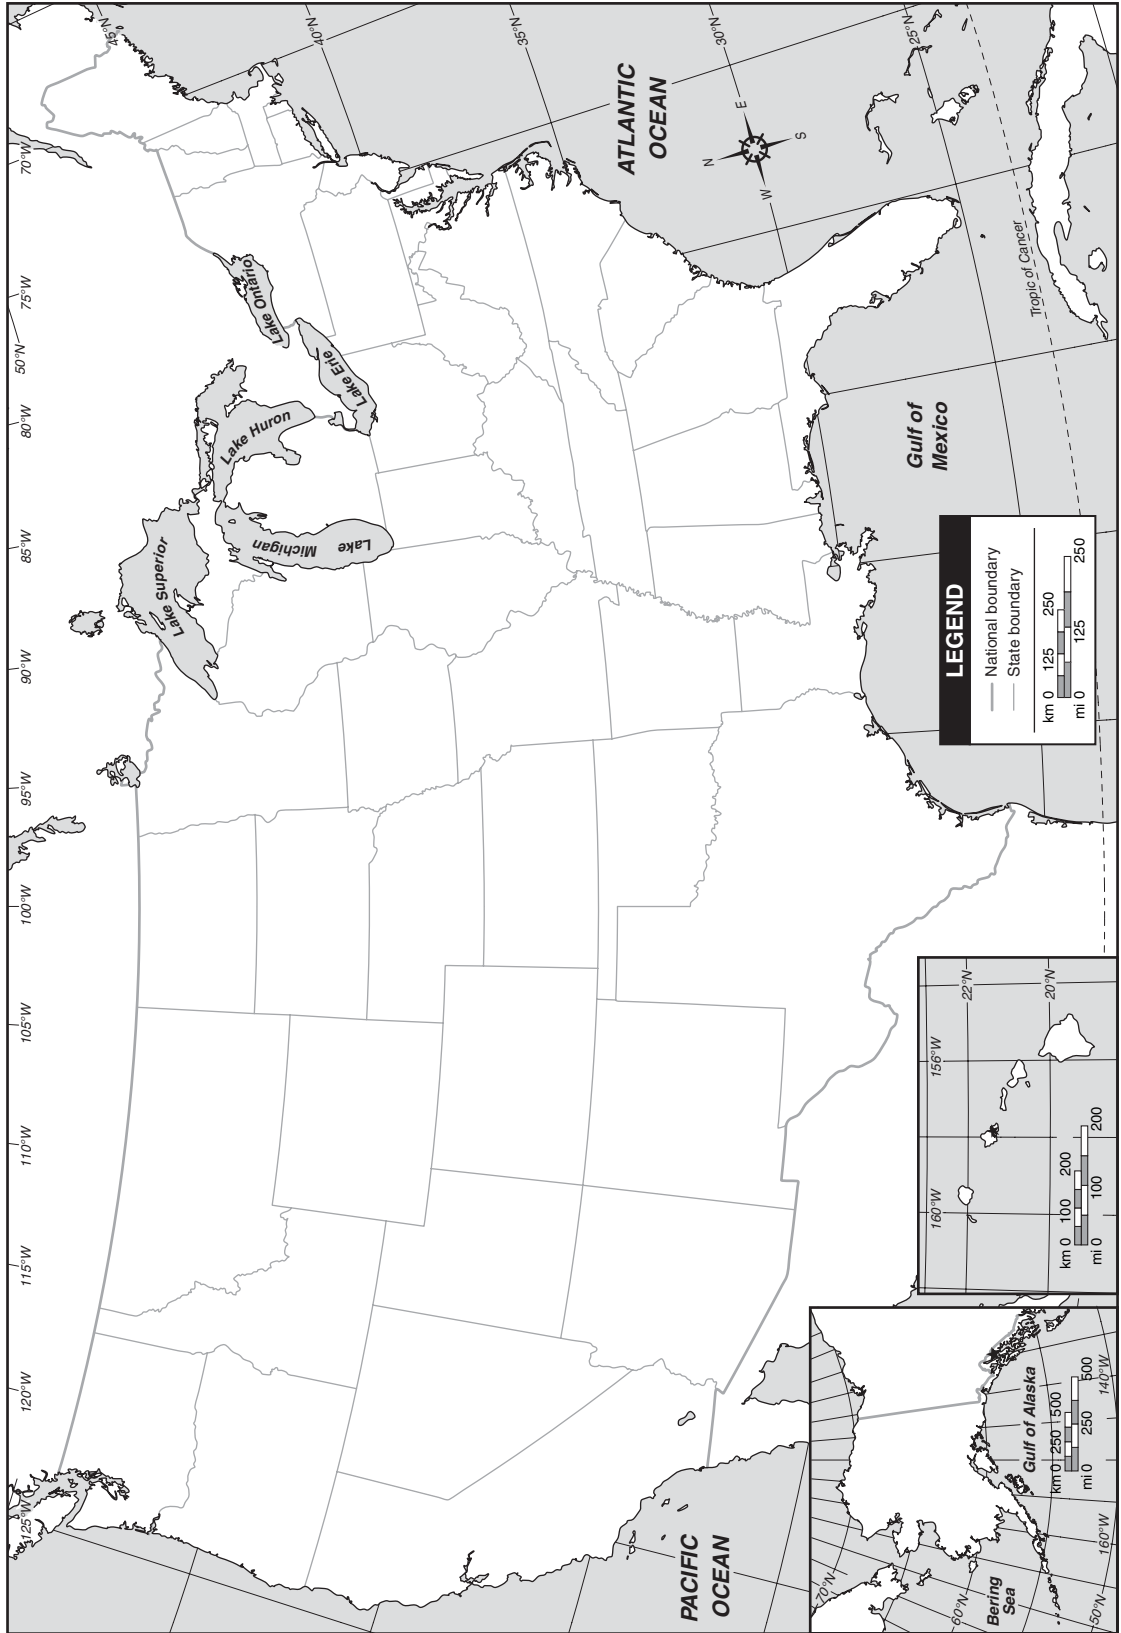 125°W
120°W
115°W
110°W
105°W
100°W
95°W
90°W
85°W
80°W
50°N
75°W
70°W
45°N
40°N
35°N
30°N
25°N
Lake Superior
Lake
Michigan
Lake Huron
Lake Ontario
Lake Erie
ATLANTIC
OCEAN
N
E
S
W
PACIFIC
OCEAN
Gulf of
Mexico
Tropic of Cancer
LEGEND
National boundary
State boundary
km 0 125 250
mi 0 125 250
70°N
60°N
50°N
Bering
Sea
Gulf of Alaska
km 0 250 500
mi 0 250 500
160°W
140°W
160°W
156°W
22°N
20°N
km 0 100 200
mi 0 100 200